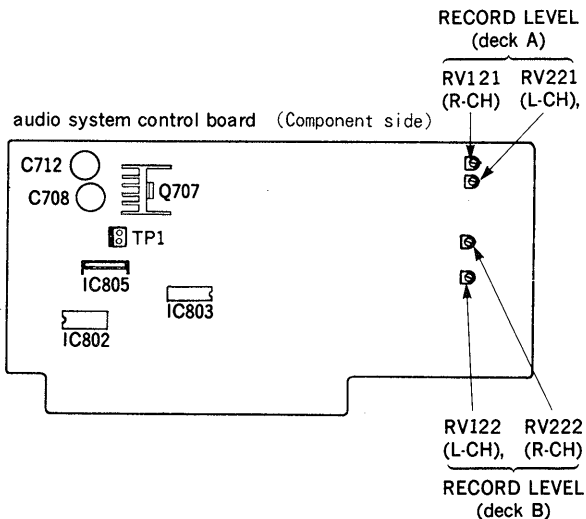 RECORD LEVEL
(deck A)
RV121 RV221
(R-CH) (L-CH),
audio system control board (Component side)
C712
C708
Q707
TP1
IC805
IC803
IC802
RV122 RV222
(L-CH), (R-CH)
RECORD LEVEL
(deck B)